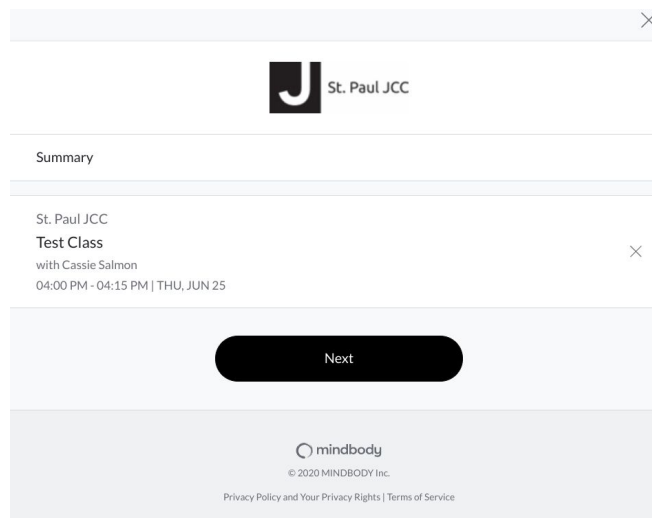 St. Paul JCC
Summary
St. Paul JCC
Test Class
with Cassie Salmon
04:00 PM - 04:15 PM | THU, JUN 25
Next
mindbody
© 2020 MINDBODY Inc.
Privacy Policy and Your Privacy Rights | Terms of Service